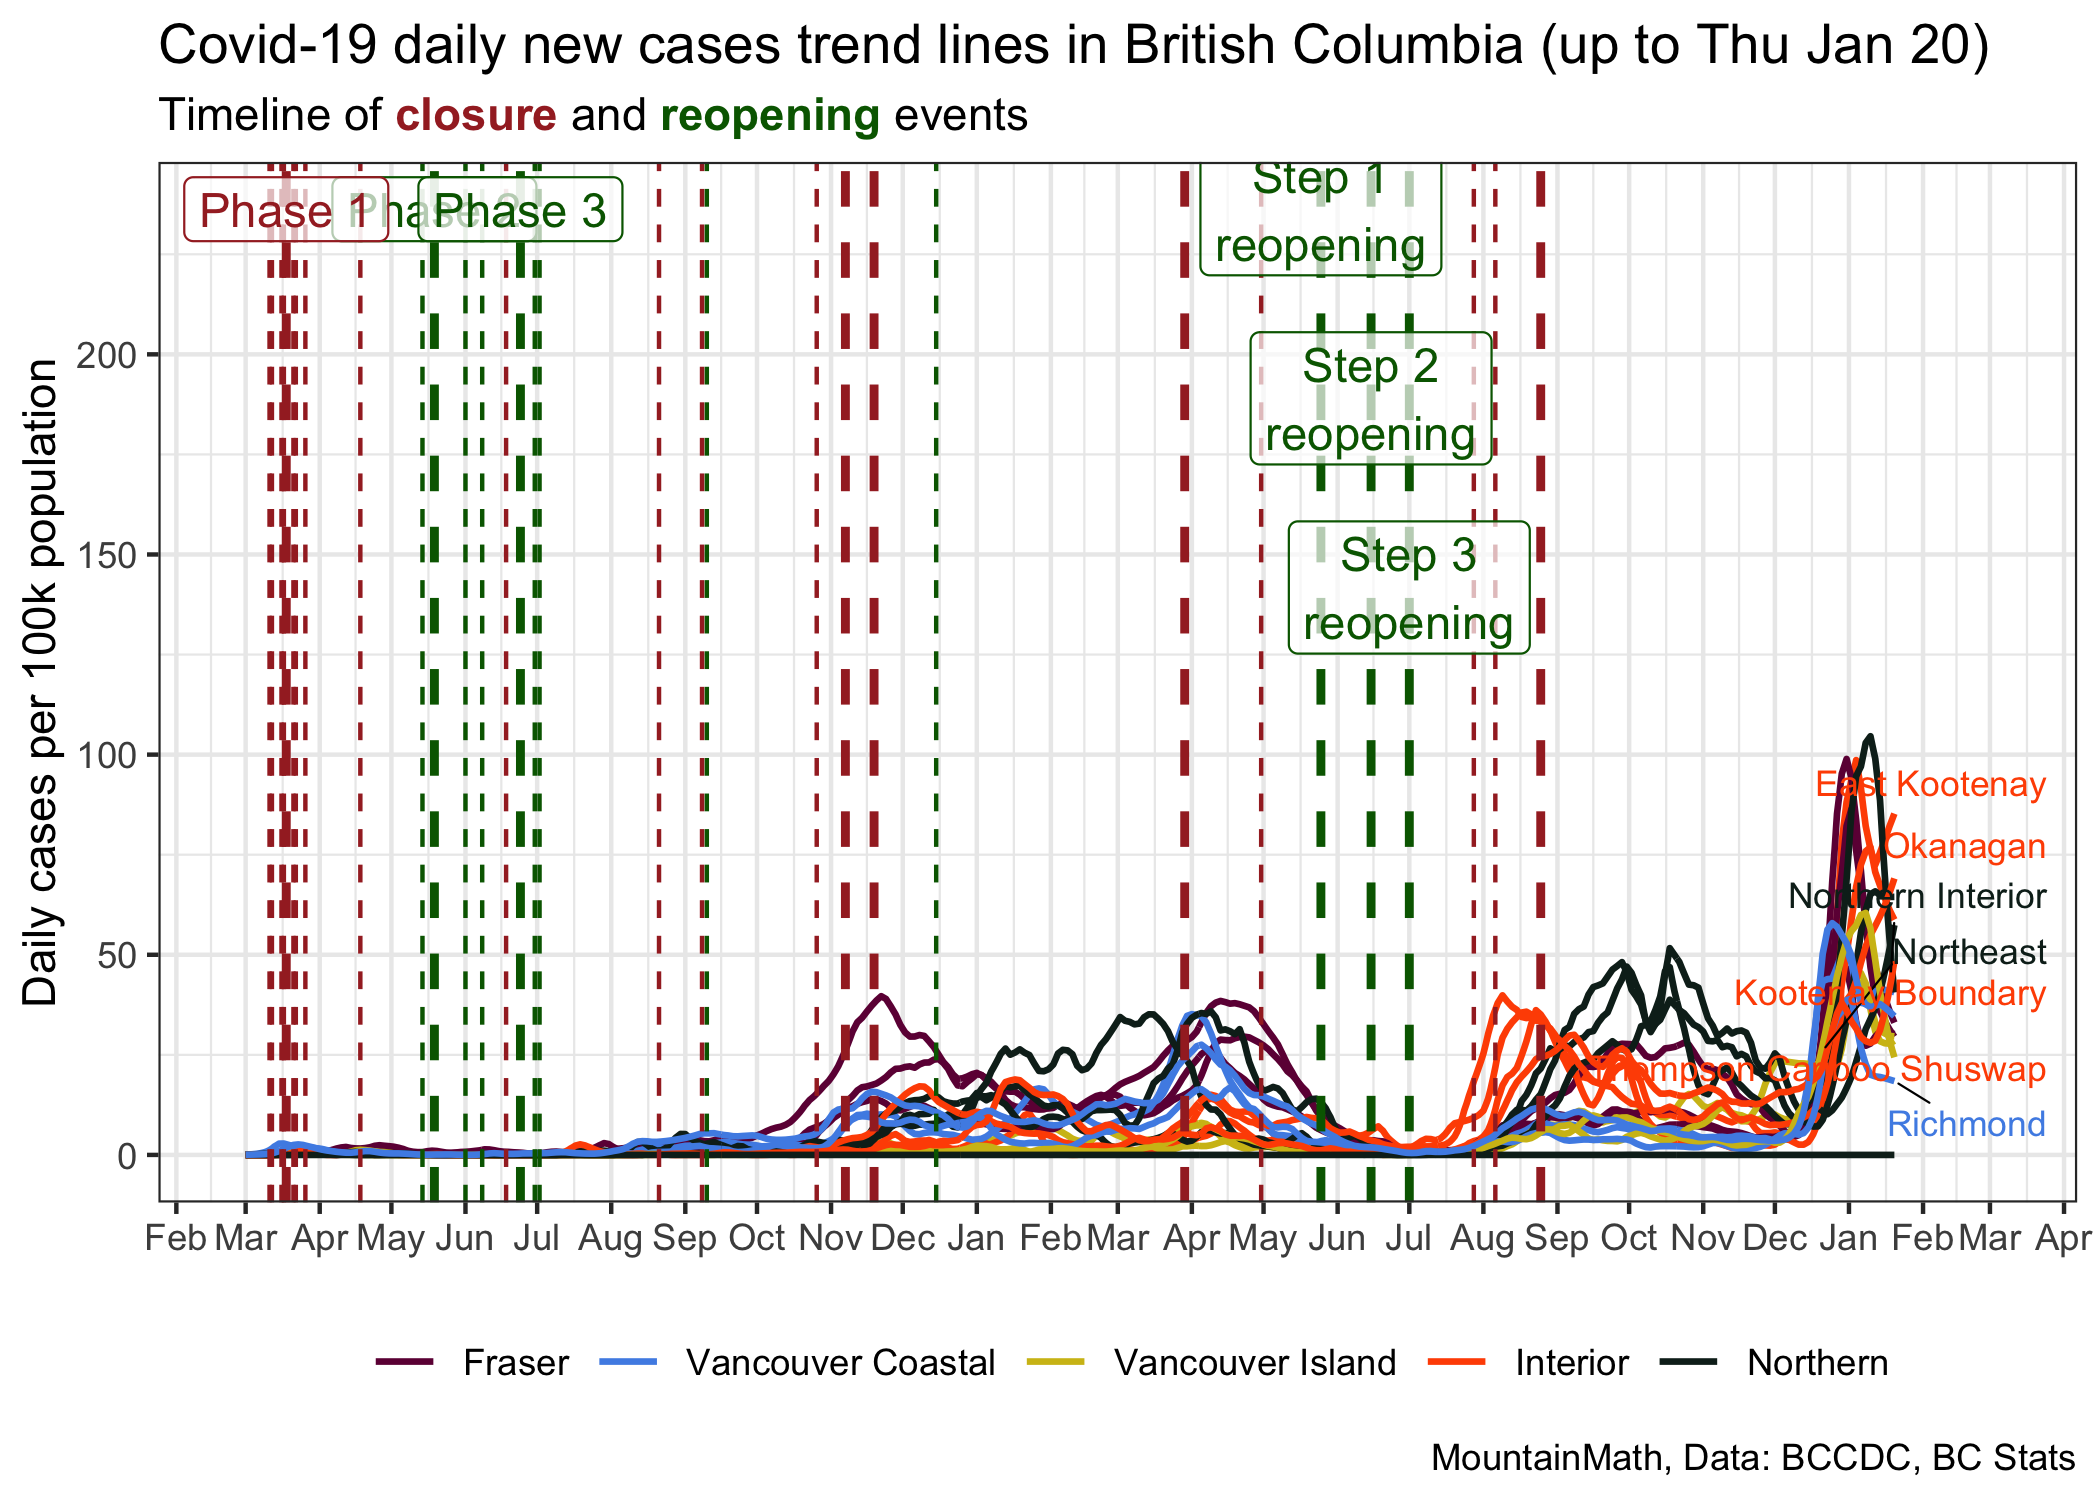 Covid-19 daily new cases trend lines in British Columbia (up to Thu Jan 20)
Timeline of closure and reopening events
Daily cases per 100k population
Phase 1
Phase 2
Phase 3
Step 1
reopening
Step 2
reopening
Step 3
reopening
200
150
100
50
0
East Kootenay
Okanagan
Northern Interior
Northeast
Kootenay Boundary
Thompson Cariboo Shuswap
Richmond
Feb Mar Apr May Jun Jul Aug Sep Oct Nov Dec Jan Feb Mar Apr May Jun Jul Aug Sep Oct Nov Dec Jan Feb Mar Apr
Fraser Vancouver Coastal Vancouver Island Interior Northern
MountainMath, Data: BCCDC, BC Stats